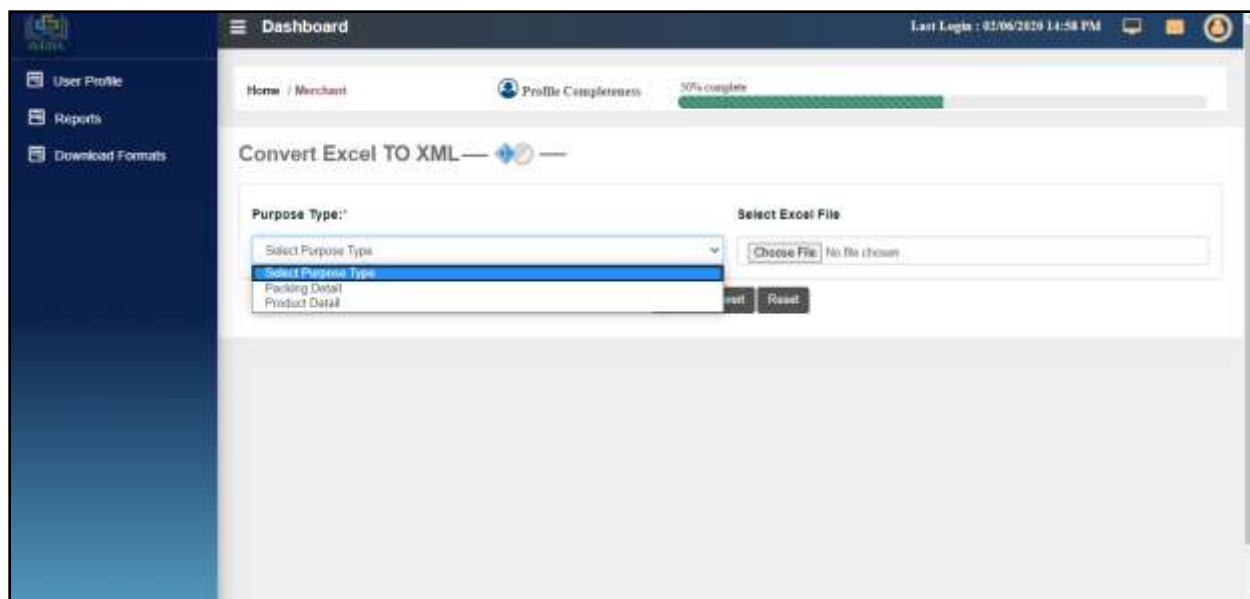 Dashboard
Last Login : 02/06/2020 14:58 PM
User Profile
Reports
Download Formats
Home / Merchant
Profile Completeness
50% complete
Convert Excel TO XML
Purpose Type:*
Select Excel File
Select Purpose Type
Choose File No file chosen
Select Purpose Type
Packing Detail
Product Detail
Reset